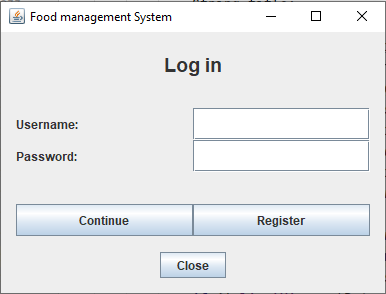 Food management System
Log in
Username:
Password:
Continue Register
Close